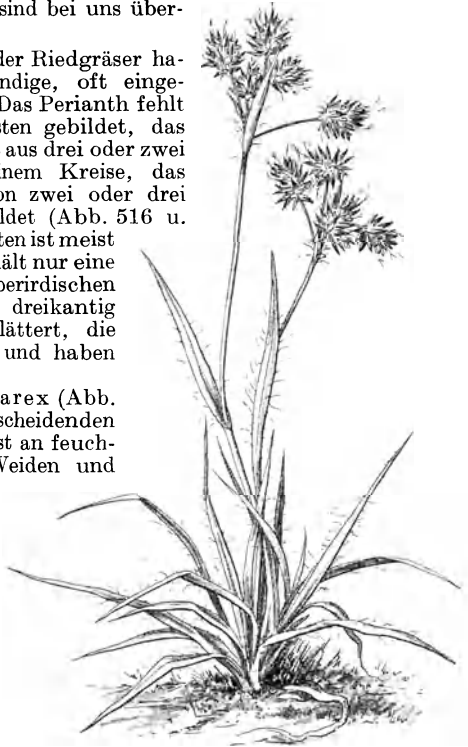 sind bei uns über-
der Riedgräser ha-
ndige, oft einge-
Das Perianth fehlt
sten gebildet, das
aus drei oder zwei
inem Kreise, das
on zwei oder drei
ldet (Abb. 516 u.
ten ist meist
ält nur eine
berirdischen
dreikantig
lättert, die
und haben
arex (Abb.
scheidenden
st an feuch-
Weiden und